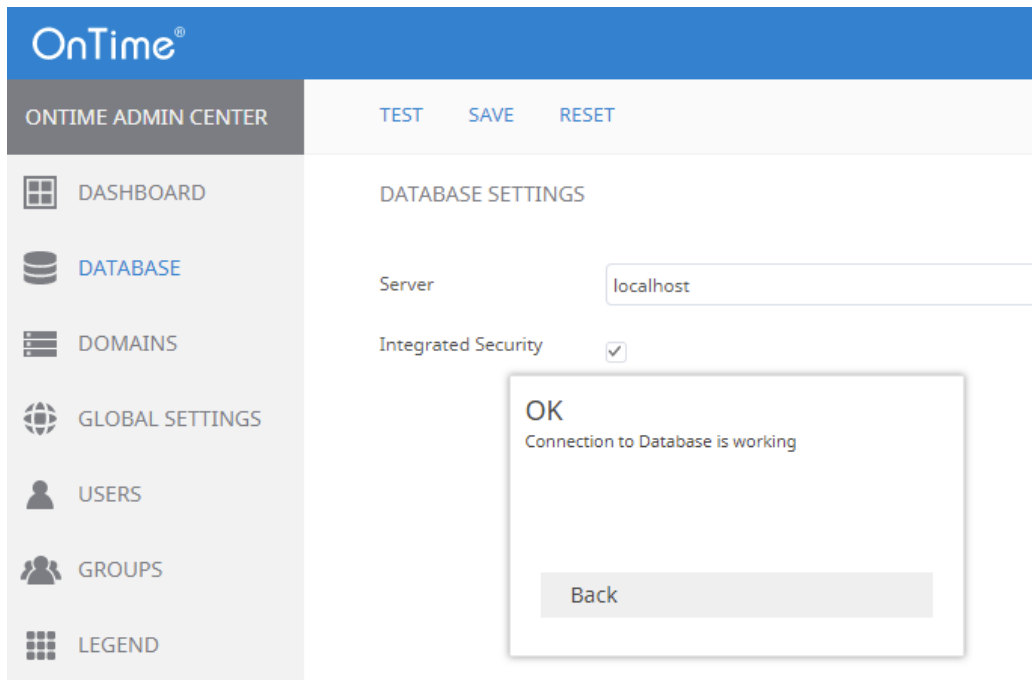 OnTime®
ONTIME ADMIN CENTER
TEST SAVE RESET
DASHBOARD
DATABASE
DOMAINS
GLOBAL SETTINGS
USERS
GROUPS
LEGEND
DATABASE SETTINGS
Server localhost
Integrated Security
OK
Connection to Database is working
Back